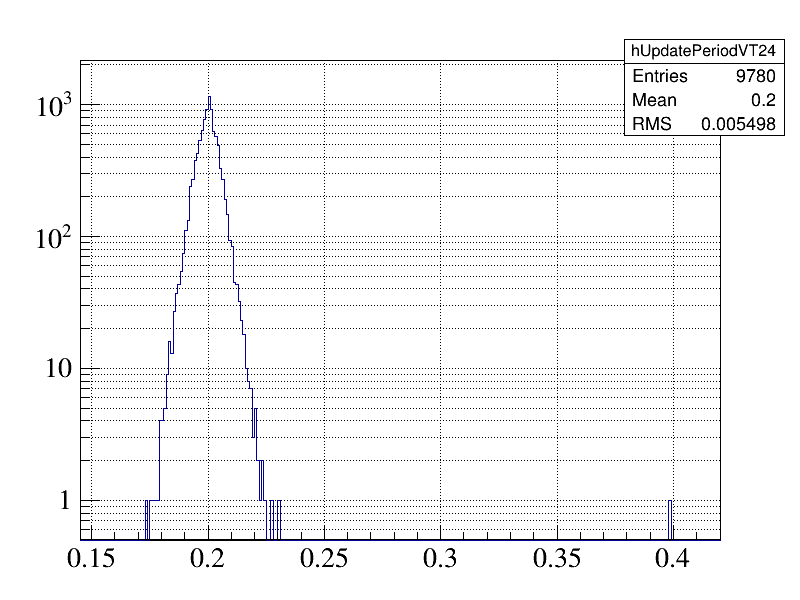 hUpdatePeriodVT24
Entries 9780
Mean 0.2
RMS 0.005498
10³
10²
10
1
0.15 0.2 0.25 0.3 0.35 0.4